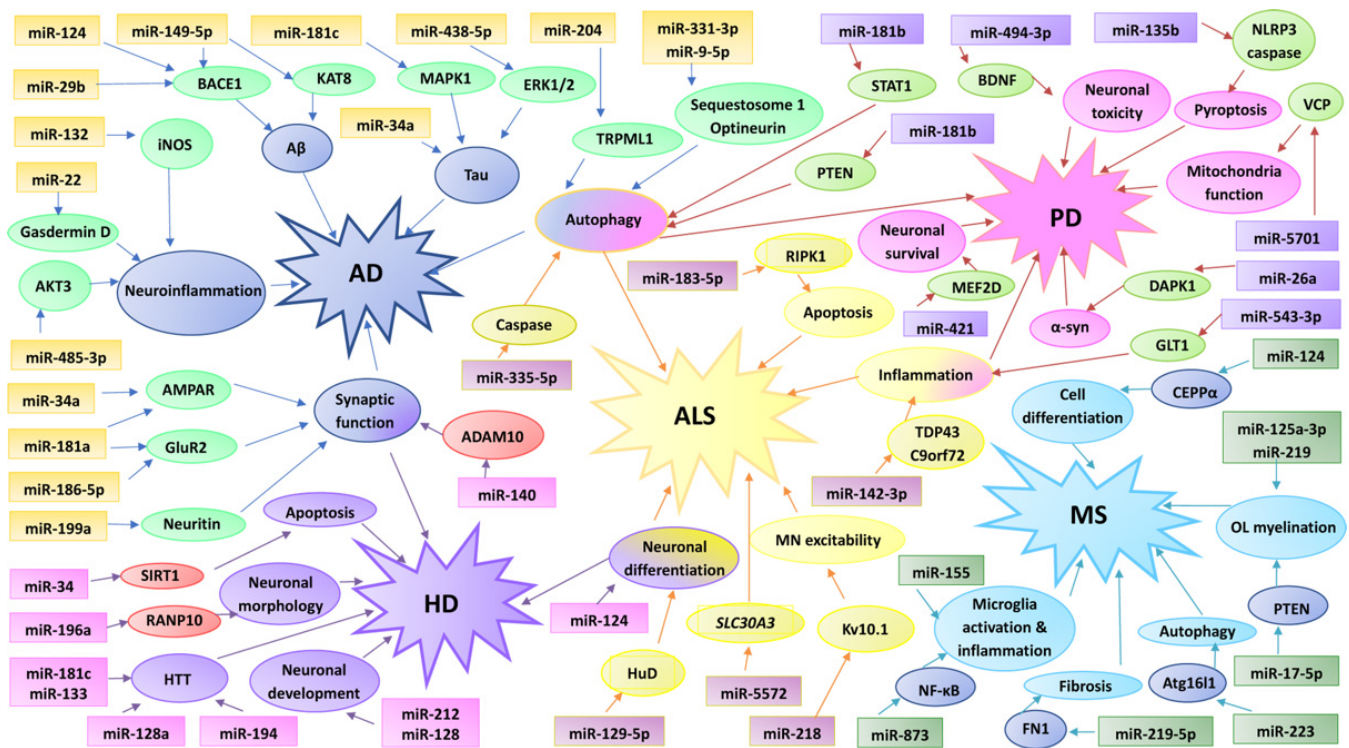 miR-124
miR-149-5p
miR-181c
miR-438-5p
miR-204
miR-331-3p
miR-9-5p
miR-181b
miR-494-3p
miR-135b
NLRP3
caspase
miR-29b
BACE1
KAT8
MAPK1
ERK1/2
Sequestosome 1
Optineurin
STAT1
BDNF
Neuronal
toxicity
Pyroptosis
VCP
miR-132
iNOS
Aβ
miR-34a
Tau
TRPML1
miR-181b
PTEN
Mitochondria
function
miR-22
Gasdermin D
AD
Autophagy
Neuronal
survival
PD
miR-5701
AKT3
Neuroinflammation
miR-183-5p
RIPK1
MEF2D
DAPK1
miR-26a
Caspase
Apoptosis
miR-421
α-syn
miR-543-3p
miR-485-3p
miR-335-5p
GLT1
miR-124
miR-34a
AMPAR
Synaptic
function
ALS
Inflammation
Cell
differentiation
CEPPα
miR-181a
GluR2
ADAM10
TDP43
C9orf72
miR-125a-3p
miR-219
miR-186-5p
miR-140
miR-142-3p
miR-199a
Neuritin
Apoptosis
MN excitability
MS
OL myelination
miR-34
SIRT1
Neuronal
morphology
HD
Neuronal
differentiation
miR-155
miR-196a
RANP10
miR-124
SLC30A3
Kv10.1
Microglia
activation &
inflammation
Autophagy
PTEN
miR-181c
miR-133
HTT
Neuronal
development
HuD
miR-5572
NF-κB
Fibrosis
Atg16l1
miR-17-5p
miR-128a
miR-194
miR-212
miR-128
miR-129-5p
miR-218
miR-873
FN1
miR-219-5p
miR-223